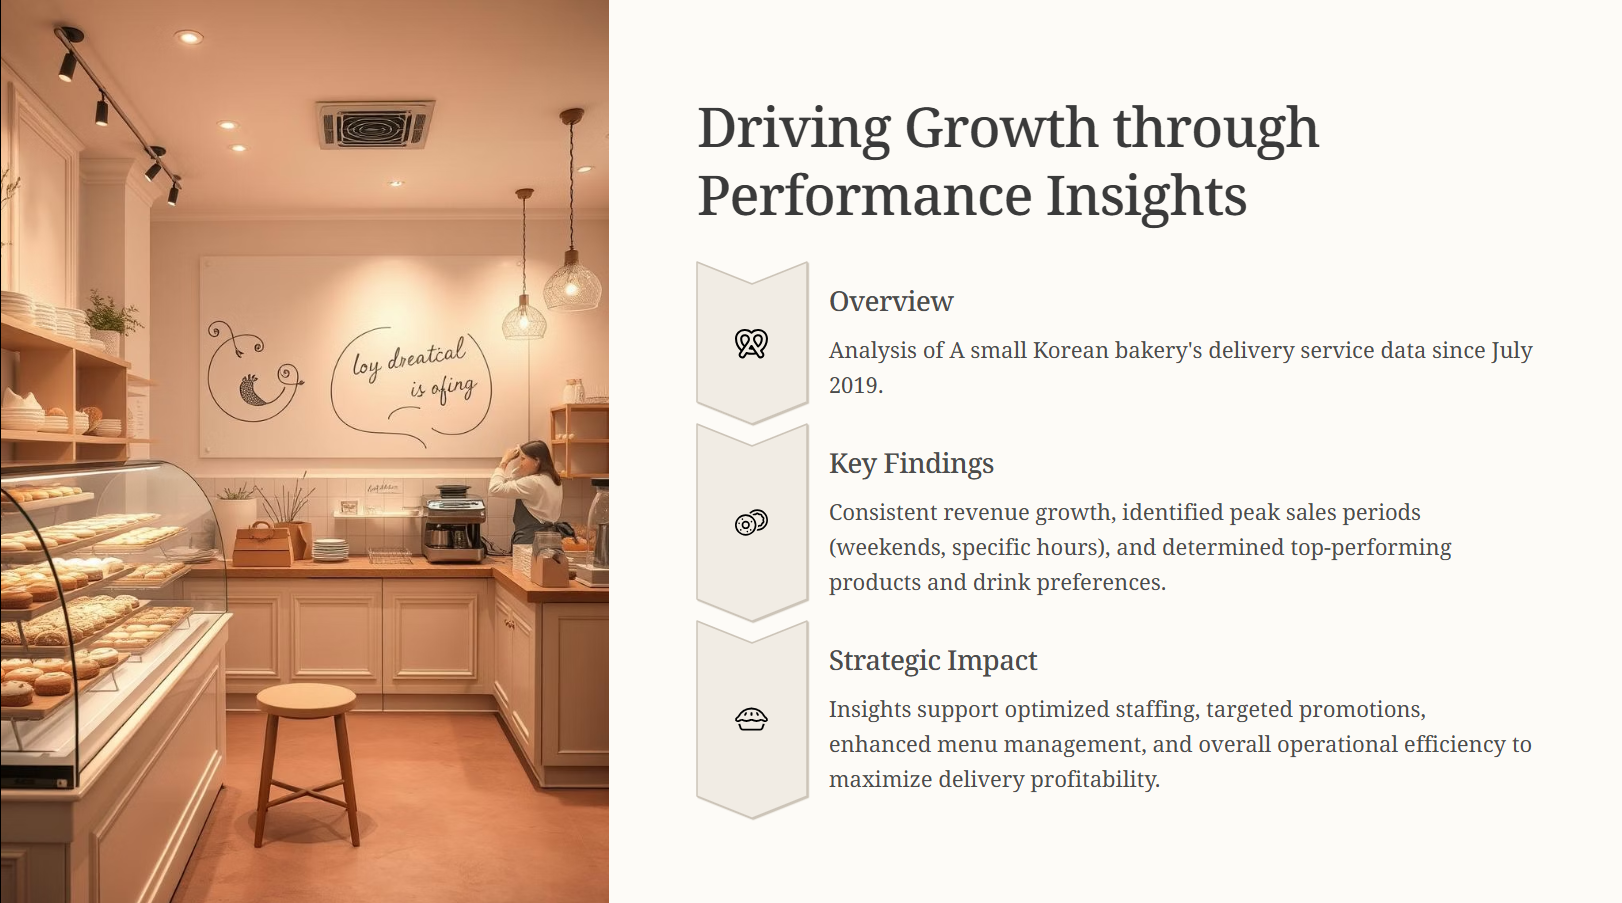 loy dreatcal
is ofing
Driving Growth through
Performance Insights
Overview
Analysis of A small Korean bakery's delivery service data since July
2019.
Key Findings
Consistent revenue growth, identified peak sales periods
(weekends, specific hours), and determined top-performing
products and drink preferences.
Strategic Impact
Insights support optimized staffing, targeted promotions,
enhanced menu management, and overall operational efficiency to
maximize delivery profitability.